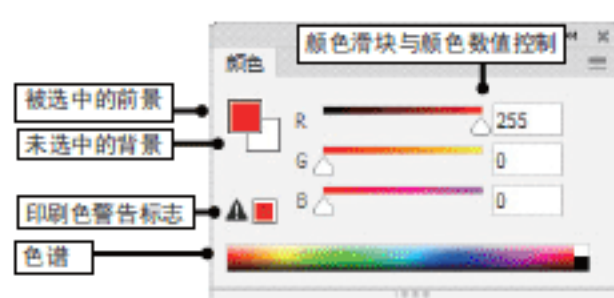 颜色滑块与颜色数值控制
颜色
被选中的前景
R 255
未选中的背景
G 0
B 0
印刷色警告标志
色谱